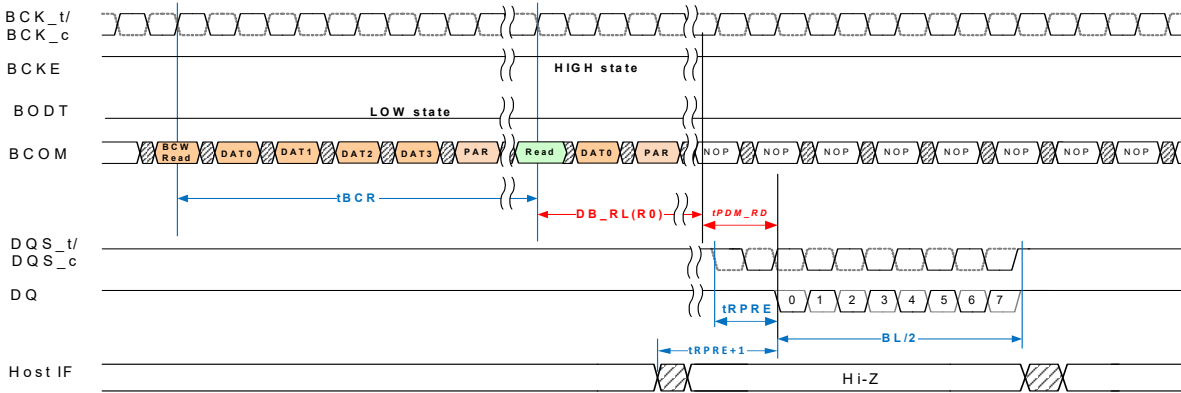 BCK_t/
BCK_c
BCKE
HIGH state
BODT
LOW state
BCOM
BCW Read
DAT0
DAT1
DAT2
DAT3
PAR
Read
DAT0
PAR
NOP
NOP
NOP
NOP
NOP
NOP
NOP
NOP
tBCR
DB_RL(R0)
tPDM_RD
DQS_t/
DQS_c
DQ
0 1 2 3 4 5 6 7
tRPRE
BL/2
tRPRE+1
Host IF
Hi-Z